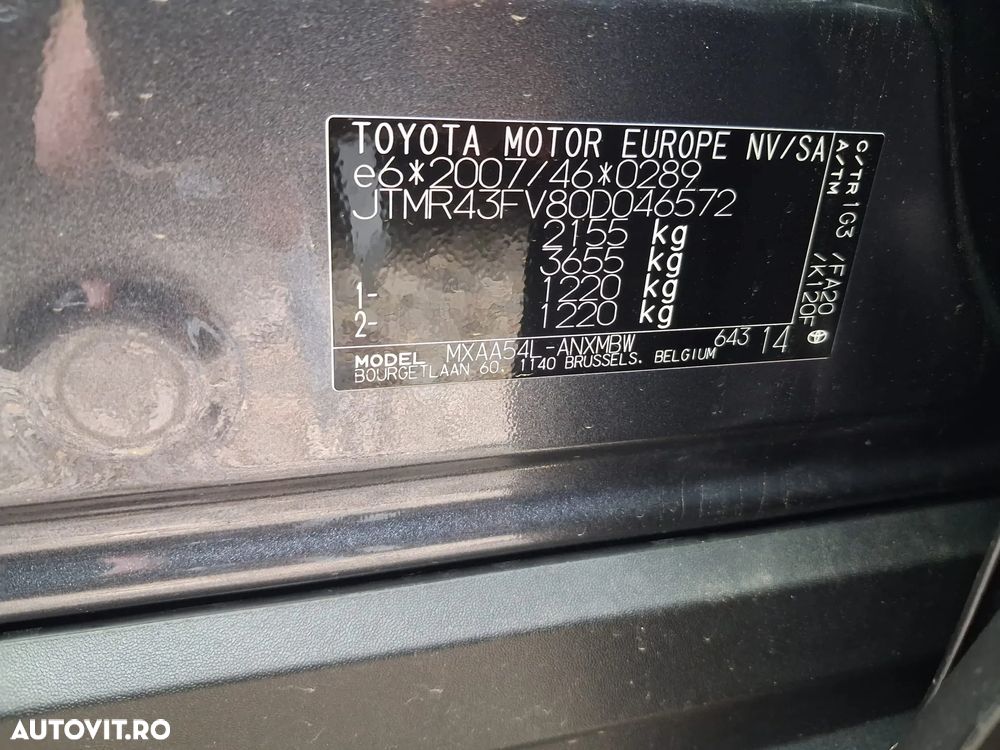 TOYOTA MOTOR EUROPE NV/SA
e6*2007/46*0289
JTMR43FV80D046572
2155 kg
3655 kg
1- 1220 kg
2- 1220 kg
MODEL MXAA54L-ANXMBW 643 14
BOURGETLAAN 60, 1140 BRUSSELS. BELGIUM
C/TR 1G3 /FA20
A/TM /K120F
AUTOVIT.RO